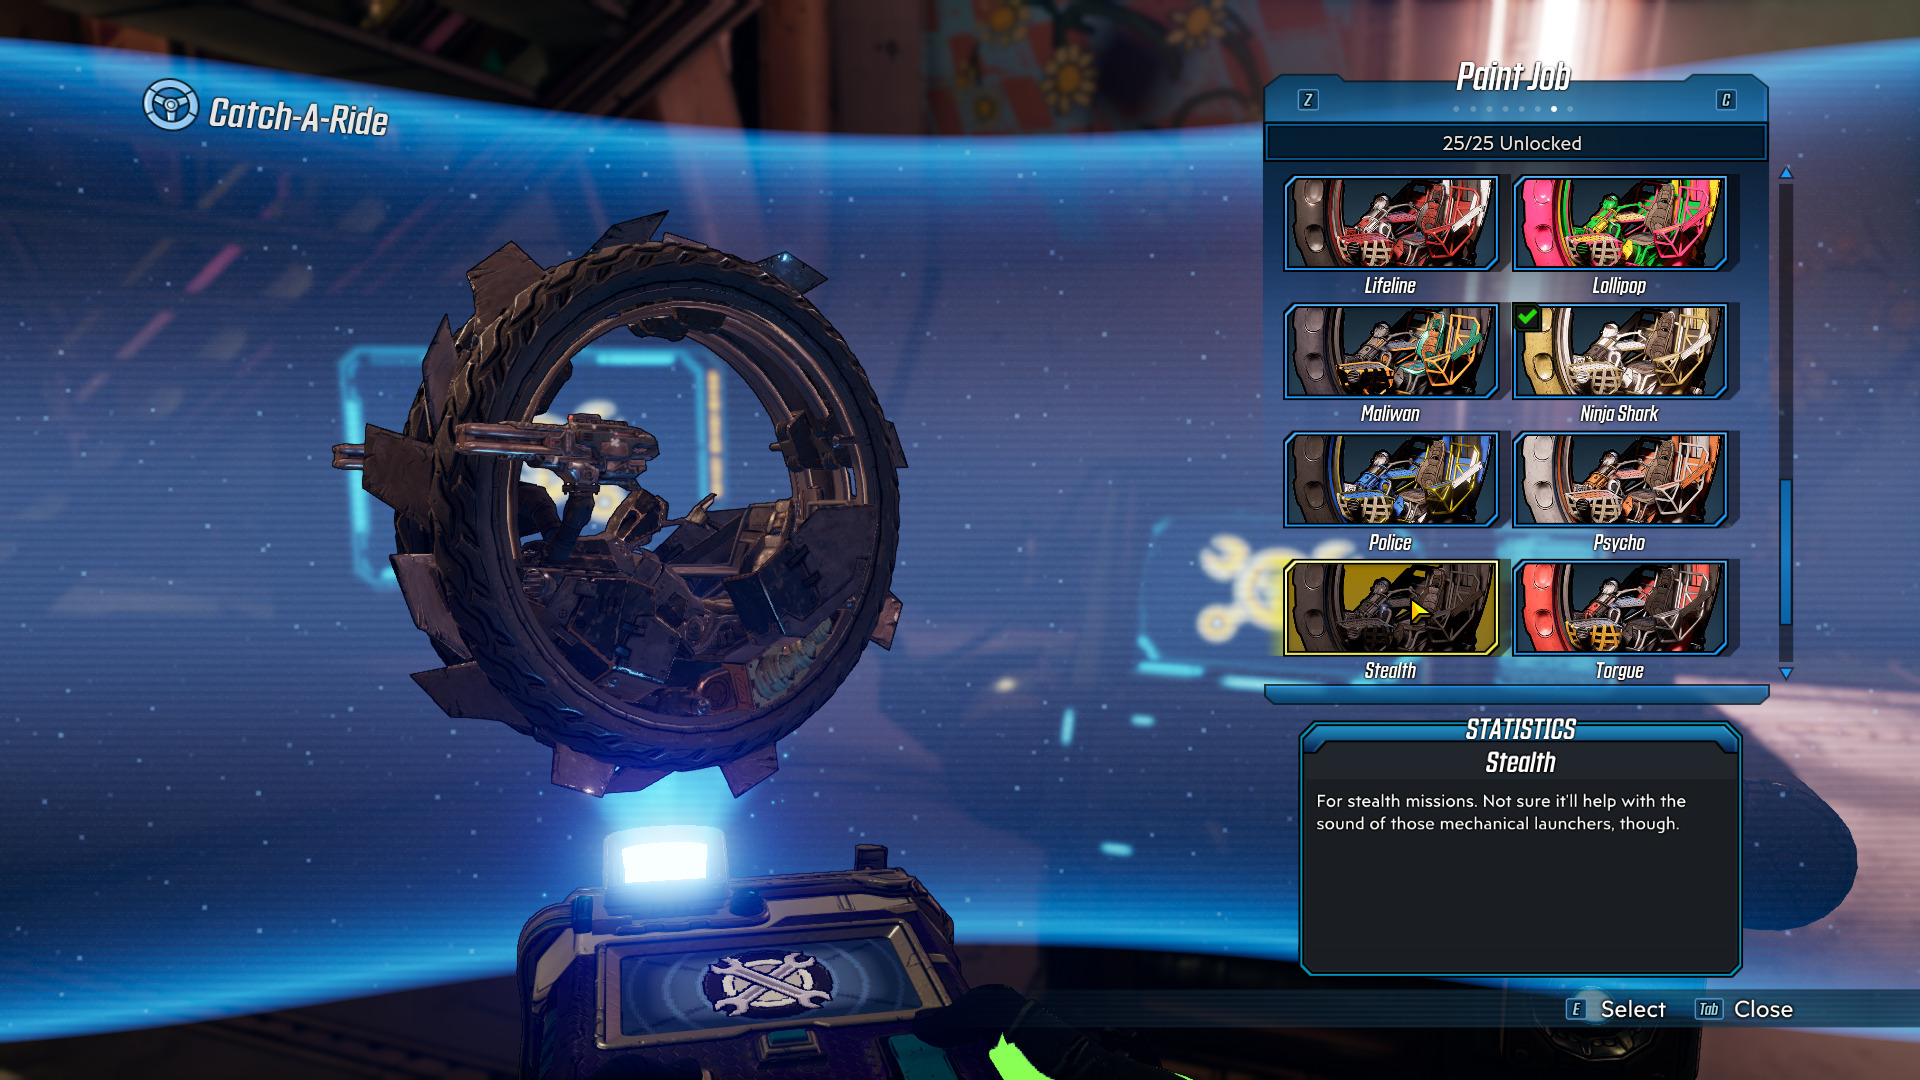 Catch-A-Ride
Paint Job
Z
C
25/25 Unlocked
Lifeline
Lollipop
Maliwan
Ninja Shark
Police
Psycho
Stealth
Torgue
STATISTICS
Stealth
For stealth missions. Not sure it'll help with the
sound of those mechanical launchers, though.
E Select
Tab Close